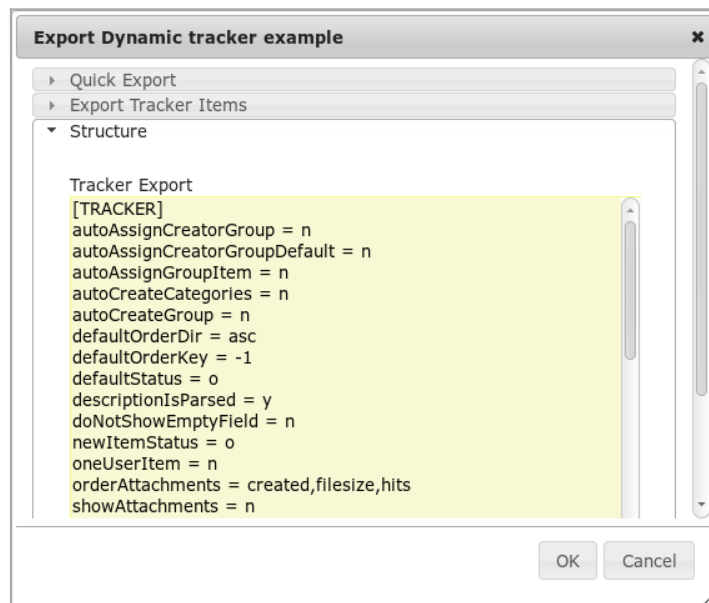 Export Dynamic tracker example
Quick Export
Export Tracker Items
Structure
Tracker Export
[TRACKER]
autoAssignCreatorGroup = n
autoAssignCreatorGroupDefault = n
autoAssignGroupItem = n
autoCreateCategories = n
autoCreateGroup = n
defaultOrderDir = asc
defaultOrderKey = -1
defaultStatus = o
descriptionIsParsed = y
doNotShowEmptyField = n
newItemStatus = o
oneUserItem = n
orderAttachments = created,filesize,hits
showAttachments = n
OK Cancel